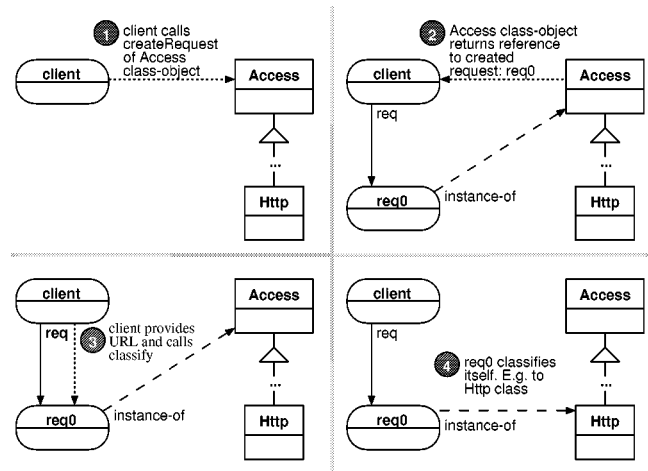 1 client calls
createRequest
of Access
class-object
client
Access
...
Http
2 Access class-object
returns reference
to created
request: req0
client
Access
req
...
req0
instance-of
Http
client
Access
req
3 client provides
URL and calls
classify
...
req0
instance-of
Http
client
Access
req
4 req0 classifies
itself. E.g. to
Http class
...
req0
instance-of
Http